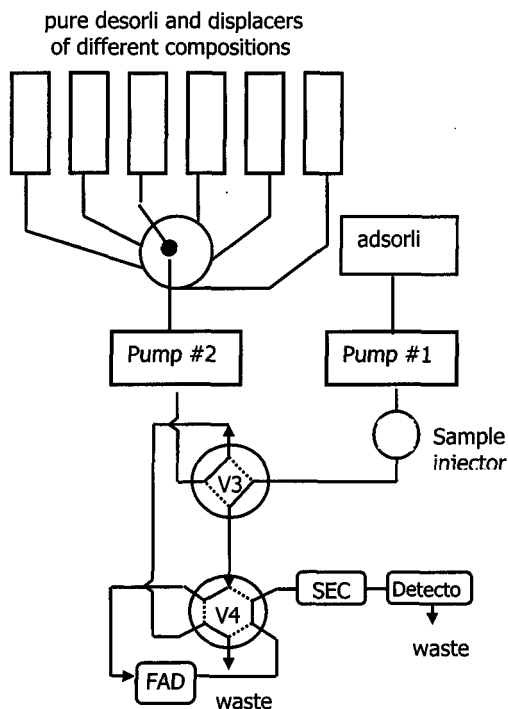 pure desorli and displacers
of different compositions
adsorli
Pump #2
Pump #1
Sample
injector
V3
V4
SEC
Detecto
waste
FAD
waste